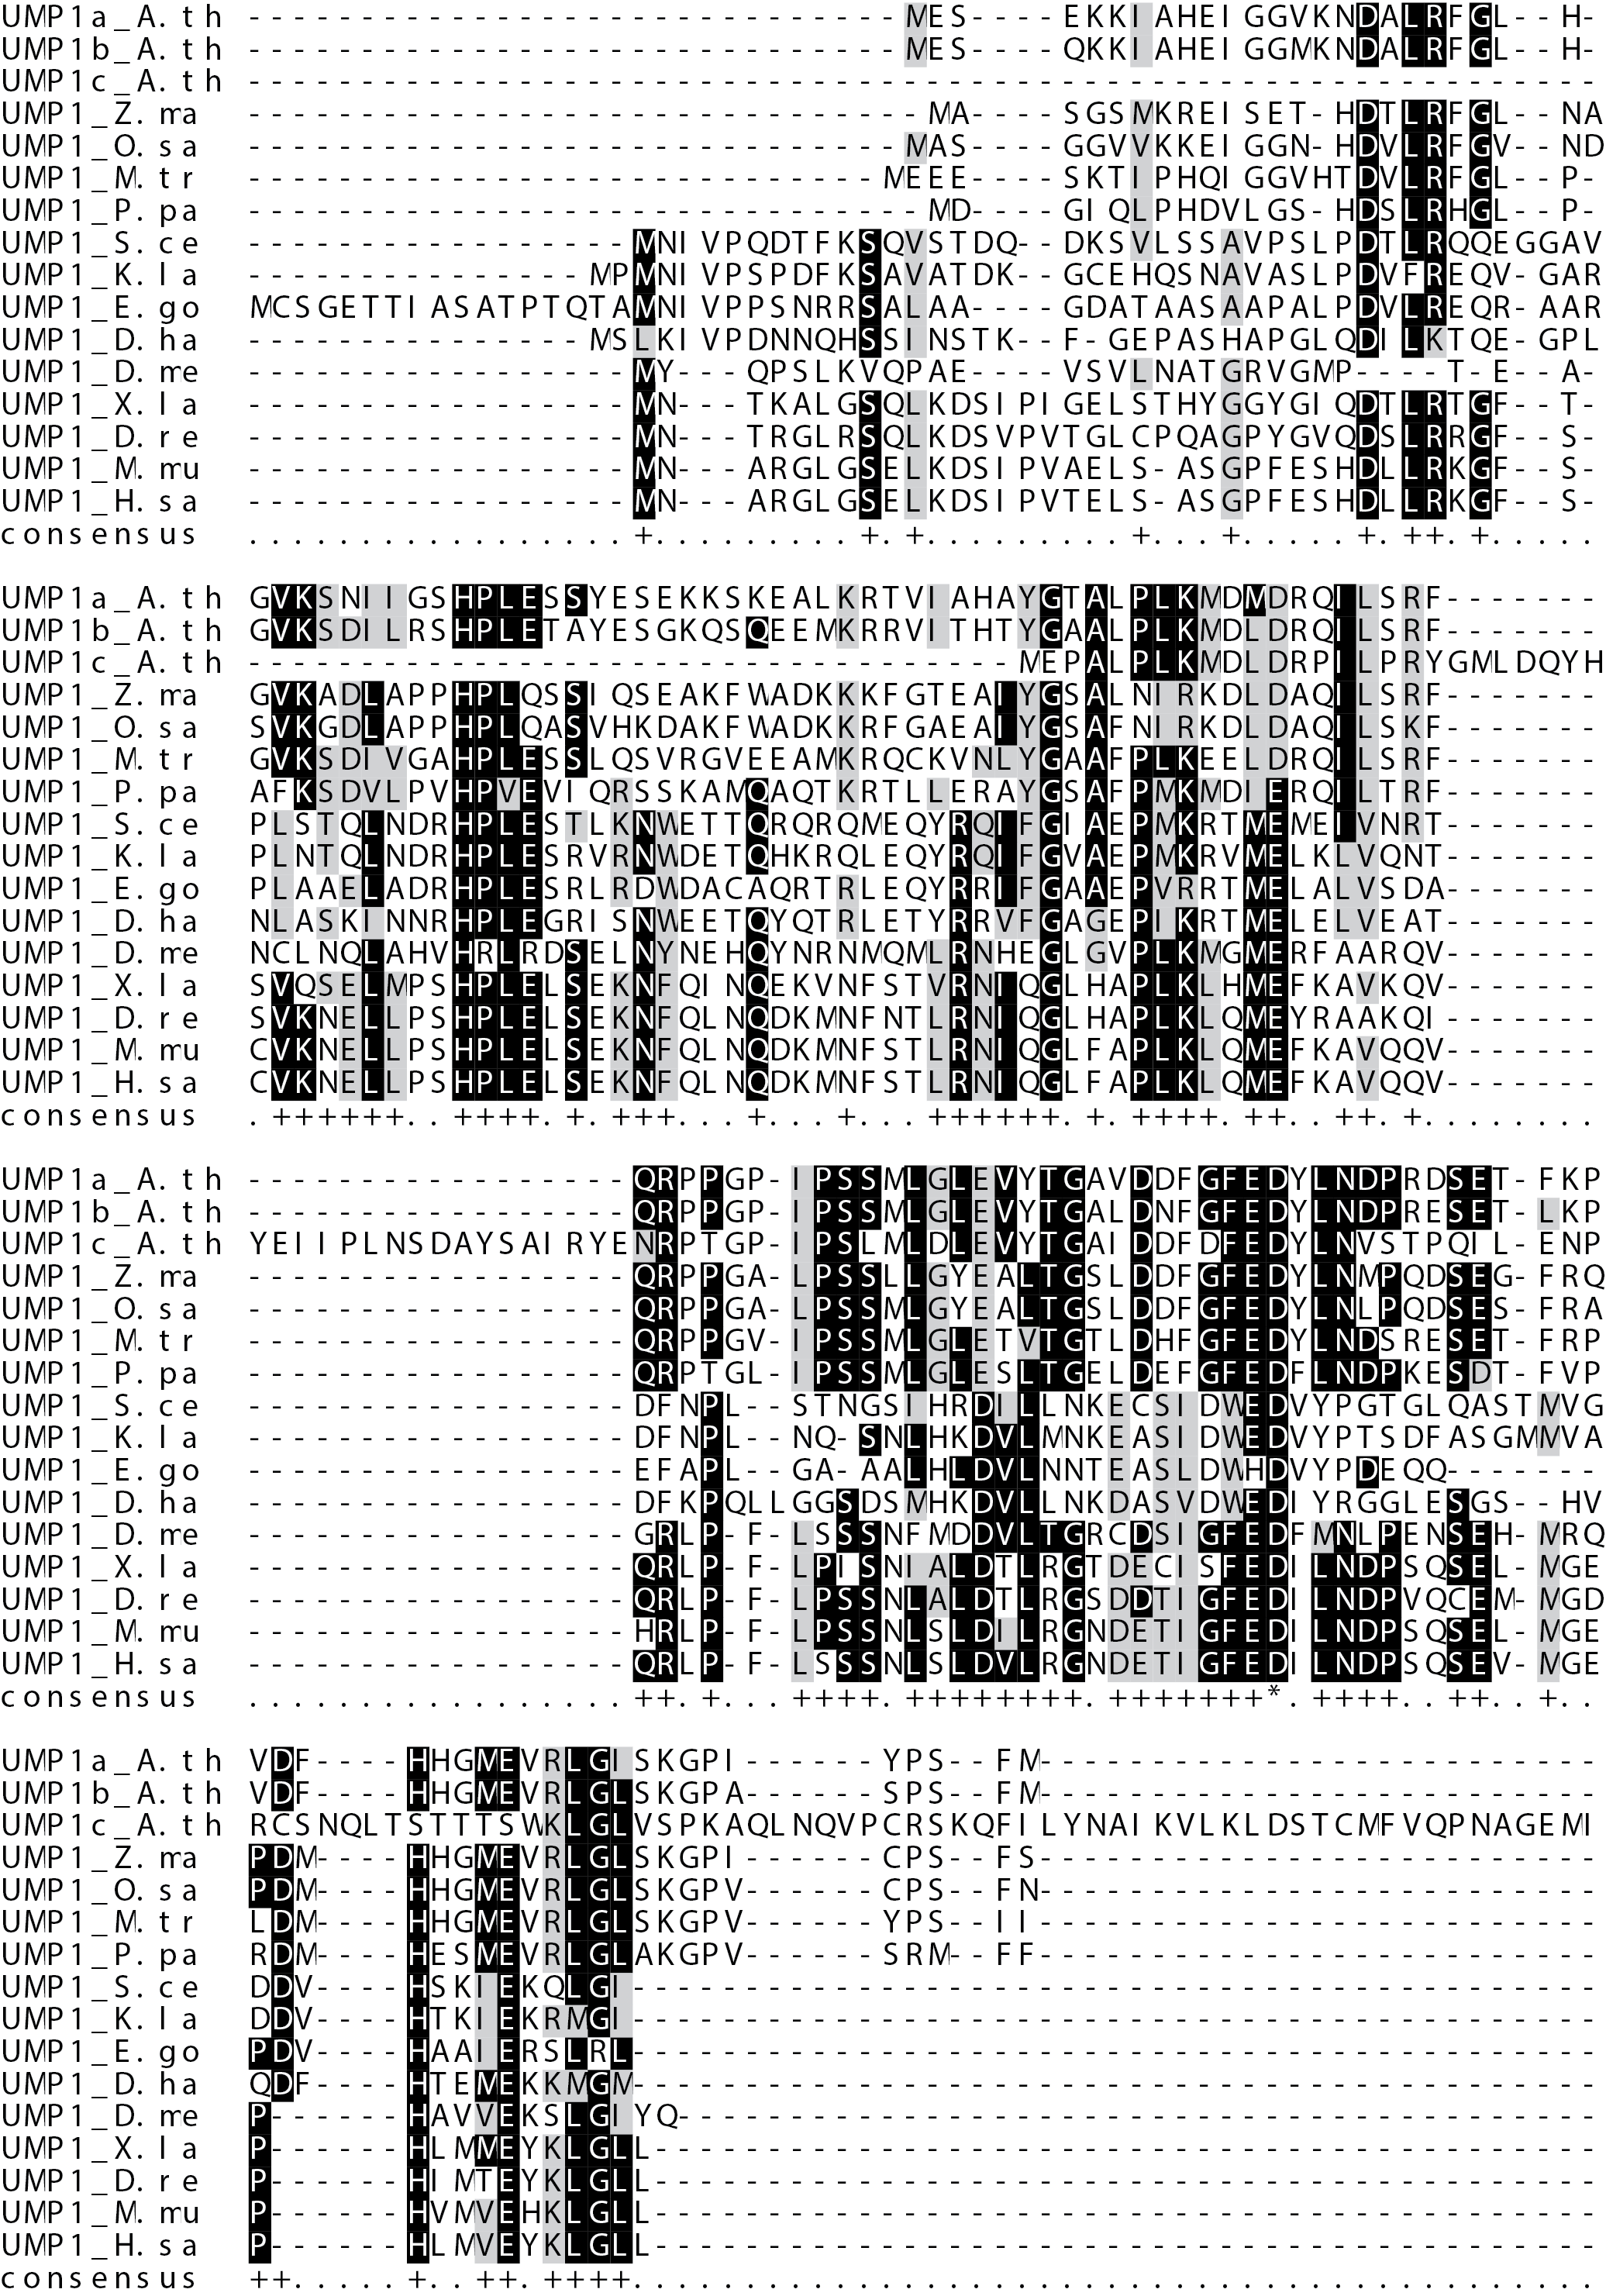 UMP1a_A.th -----------------------------MES----EKKIAHEIGGVKNDALRFGL--H-
UMP1b_A.th -----------------------------MES----QKKIAHEIGGMKNDALRFGL--H-
UMP1c_A.th ------------------------------------------------------------
UMP1_Z.ma ------------------------------MA----SGSMKREISET-HDTLRFGL--NA
UMP1_O.sa -----------------------------MAS----GGVVKKEIGGN-HDVLRFGV--ND
UMP1_M.tr ----------------------------MEEE----SKTIPHQIGGVHTDVLRFGL--P-
UMP1_P.pa ------------------------------MD----GIQLPHDVLGS-HDSLRHGL--P-
UMP1_S.ce -----------------MNIVPQDTFKSQVSTDQ--DKSVLSSAVPSLPDTLRQQEGGAV
UMP1_K.la ---------------MPMNIVPSPDFKSAVATDK--GCEHQSNAVASLPDVFREQV-GAR
UMP1_E.go MCSGETTIASATPTQTAMNIVPPSNRRSALAA----GDATAASAAPALPDVLREQR-AAR
UMP1_D.ha ---------------MSLKIVPDNNQHSSINSTK--F-GEPASHAPGLQDILKTQE-GPL
UMP1_D.me -----------------MY---QPSLKVQPAE----VSVLNATGRVGMP----T-E--A-
UMP1_X.la -----------------MN---TKALGSQLKDSIPIGELSTHYGGYGIQDTLRTGF--T-
UMP1_D.re -----------------MN---TRGLRSQLKDSVPVTGLCPQAGPYGVQDSLRRGF--S-
UMP1_M.mu -----------------MN---ARGLGSELKDSIPVAELS-ASGPFESHDLLRKGF--S-
UMP1_H.sa -----------------MN---ARGLGSELKDSIPVTELS-ASGPFESHDLLRKGF--S-
consensus .................+.........+.+.........+...+.....+.++.+.....
UMP1a_A.th GVKSNIIGSHPLESSYESEKKSKEALKRTVIAHAYGTALPLKMDMDRQILSRF-------
UMP1b_A.th GVKSDILRSHPLETAYESGKQSQEEMKRRVITHTYGAALPLKMDLDRQILSRF-------
UMP1c_A.th ----------------------------------MEPALPLKMDLDRPILPRYGMLDQYH
UMP1_Z.ma GVKADLAPPHPLQSSIQSEAKFWADKKKFGTEALYGSALNIRKDLDAQILSRF-------
UMP1_O.sa SVKGDLAPPHPLQASVHKDAKFWADKKRFGAEALYGSAFNIRKDLDAQILSKF-------
UMP1_M.tr GVKSDIVGAHPLESSLQSVRGVEEAMKRQCKVNLYGAAFPLKEELDRQILSRF-------
UMP1_P.pa AFKSDVLPVHPVEVIQRSSKAMQAQTKRTLLERAYGSAFPMKMDIERQILTRF-------
UMP1_S.ce PLSTQLNDRHPLESTLKNWETTQRQRQMEQYRQIFGIAEPMKRTMEMEIVNRT-------
UMP1_K.la PLNTQLNDRHPLESRVRNWDETQHKRQLEQYRQIFGVAEPMKRVMELKLVQNT-------
UMP1_E.go PLAAELADRHPLESRLRDWDACAQRTRLEQYRRIFGAAEPVRRTMELALVSDA-------
UMP1_D.ha NLASKINNRHPLEGRISNWEETQYQTRLETYRRVFGAGEPIKRTMELELVEAT-------
UMP1_D.me NCLNQLAHVHRLRDSELNYNEHQYNRNMQMLRNHEGLGVPLKMGMERFAARQV-------
UMP1_X.la SVQSELMPSHPLELSEKNFQINQEKVNFSTVRNIQGLHAPLKLHMEFKAVKQV-------
UMP1_D.re SVKNELLPSHPLELSEKNFQLNQDKMNFNTLRNIQGLHAPLKLQMEYRAAKQI-------
UMP1_M.mu CVKNELLPSHPLELSEKNFQLNQDKMNFSTLRNIQGLFAPLKLQMEFKAVQQV-------
UMP1_H.sa CVKNELLPSHPLELSEKNFQLNQDKMNFSTLRNIQGLFAPLKLQMEFKAVQQV-------
consensus .++++++..++++.+.+++...+...+...++++++.+.++++.++..++.+........
UMP1a_A.th -----------------QRPPGP-IPSSMLGLEVYTGAVDDFGFEDYLNDPRDSET-FKP
UMP1b_A.th -----------------QRPPGP-IPSSMLGLEVYTGALDNFGFEDYLNDPRESET-LKP
UMP1c_A.th YEIIPLNSDAYSAIRYENRPTGP-IPSLMLDLEVYTGAIDDFDFEDYLNVSTPQIL-ENP
UMP1_Z.ma -----------------QRPPGA-LPSSLLGYEALTGSLDDFGFEDYLNMPQDSEG-FRQ
UMP1_O.sa -----------------QRPPGA-LPSSMLGYEALTGSLDDFGFEDYLNLPQDSES-FRA
UMP1_M.tr -----------------QRPPGV-IPSSMLGLETVTGTLDHFGFEDYLNDSRESET-FRP
UMP1_P.pa -----------------QRPTGL-IPSSMLGLESLTGELDEFGFEDFLNDPKESDT-FVP
UMP1_S.ce -----------------DFNPL--STNGSIHRDILLNKECSIDWEDVYPGTGLQASTMVG
UMP1_K.la -----------------DFNPL--NQ-SNLHKDVLMNKEASIDWEDVYPTSDFASGMMVA
UMP1_E.go -----------------EFAPL--GA-AALHLDVLNNTEASLDWHDVYPDEQQ-------
UMP1_D.ha -----------------DFKPQLLGGSDSMHKDVLLNKDASVDWEDIYRGGLESGS--HV
UMP1_D.me -----------------GRLP-F-LSSSNFMDDVLTGRCDSIGFEDFMNLPENSEH-MRQ
UMP1_X.la -----------------QRLP-F-LPISNIALDTLRGTDECISFEDILNDPSQSEL-MGE
UMP1_D.re -----------------QRLP-F-LPSSNLALDTLRGSDDTIGFEDILNDPVQCEM-MGD
UMP1_M.mu -----------------HRLP-F-LPSSNLSLDILRGNDETIGFEDILNDPSQSEL-MGE
UMP1_H.sa -----------------QRLP-F-LSSSNLSLDVLRGNDETIGFEDILNDPSQSEV-MGE
consensus .................++.+...++++.++++++++.+++++++*.++++..++..+..
UMP1a_A.th VDF----HHGMEVRLGISKGPI------YPS--FM-------------------------
UMP1b_A.th VDF----HHGMEVRLGLSKGPA------SPS--FM-------------------------
UMP1c_A.th RCSNQLTSTTTTSWKLGLVSPKAQLNQVPCRSKQFILYNAIKVLKLDSTCMFVQPNAGEMI
UMP1_Z.ma PDM----HHGMEVRLGLSKGPI------CPS--FS-------------------------
UMP1_O.sa PDM----HHGMEVRLGLSKGPV------CPS--FN-------------------------
UMP1_M.tr LDM----HHGMEVRLGLSKGPV------YPS--II-------------------------
UMP1_P.pa RDM----HESMEVRLGLAKGPV------SRM--FF-------------------------
UMP1_S.ce DDV----HSKIEKQLGI-------------------------------------------
UMP1_K.la DDV----HTKIEKRMGI-------------------------------------------
UMP1_E.go PDV----HAAIERSLRL-------------------------------------------
UMP1_D.ha QDF----HTEMEKKMGM-------------------------------------------
UMP1_D.me P------HAVVEKSLGIYQ-----------------------------------------
UMP1_X.la P------HLMMEYKLGLL------------------------------------------
UMP1_D.re P------HIMTEYKLGLL------------------------------------------
UMP1_M.mu P------HVMVEHKLGLL------------------------------------------
UMP1_H.sa P------HLMVEYKLGLL------------------------------------------
consensus ++.....+..++.++++...........................................